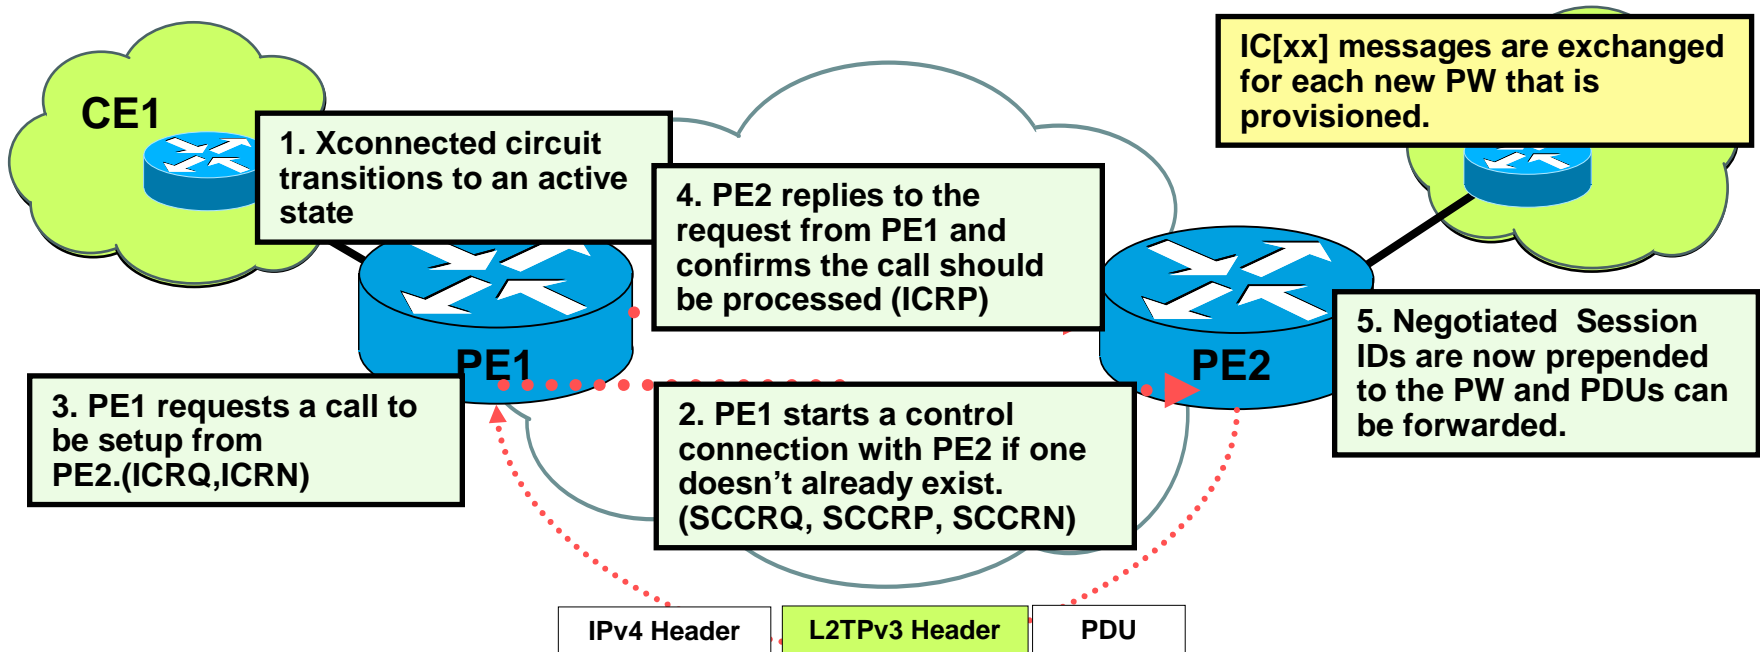 CE1
1. Xconnected circuit
transitions to an active
state
IC[xx] messages are exchanged
for each new PW that is
provisioned.
4. PE2 replies to the
request from PE1 and
confirms the call should
be processed (ICRP)
PE1
PE2
5. Negotiated  Session
IDs are now prepended
to the PW and PDUs can
be forwarded.
3. PE1 requests a call to
be setup from
PE2.(ICRQ,ICRN)
2. PE1 starts a control
connection with PE2 if one
doesn’t already exist.
(SCCRQ, SCCRP, SCCRN)
IPv4 Header
L2TPv3 Header
PDU